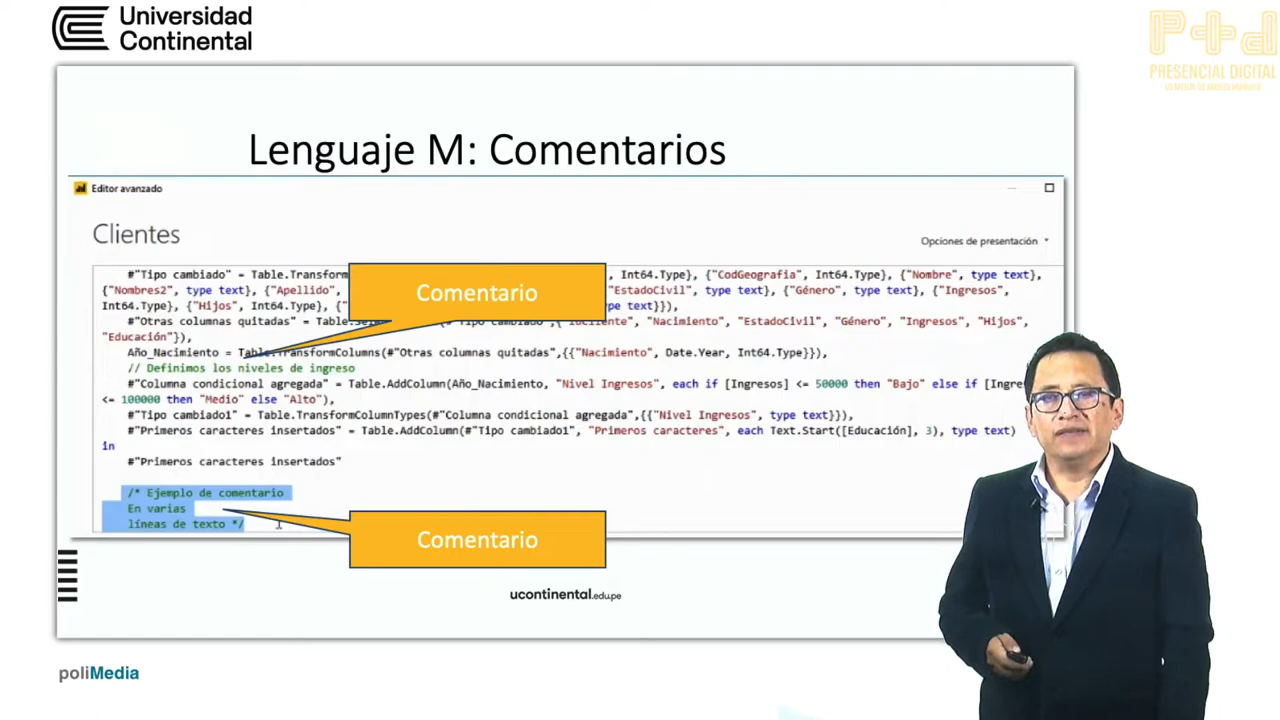 Universidad
Continental
P+d
PRESENCIAL DIGITAL
Lenguaje M: Comentarios
Editor avanzado
Clientes
Opciones de presentación
#"Tipo cambiado" = Table.Transform Int64.Type}, {"CodGeografia", Int64.Type}, {"Nombre", type text},
{"Nombres2", type text}, {"Apellido", "EstadoCivil", type text}, {"Género", type text}, {"Ingresos",
Int64.Type}, {"Hijos", Int64.Type}, {" pe text}}),
#"Otras columnas quitadas" = "Nacimiento", "EstadoCivil", "Género", "Ingresos", "Hijos",
"Educación"}),
Año_Nacimiento = Table.TransformColumns(#"Otras columnas quitadas",{{"Nacimiento", Date.Year, Int64.Type}}),
// Definimos los niveles de ingreso
#"Columna condicional agregada" = Table.AddColumn(Año_Nacimiento, "Nivel Ingresos", each if [Ingresos] <= 50000 then "Bajo" else if [Ingre
<= 100000 then "Medio" else "Alto"),
#"Tipo cambiado1" = Table.TransformColumnTypes(#"Columna condicional agregada",{{"Nivel Ingresos", type text}}),
#"Primeros caracteres insertados" = Table.AddColumn(#"Tipo cambiado1", "Primeros caracteres", each Text.Start([Educación], 3), type text)
in
#"Primeros caracteres insertados"
/* Ejemplo de comentario
En varias
líneas de texto */
Comentario
Comentario
ucontinental.edu.pe
poliMedia